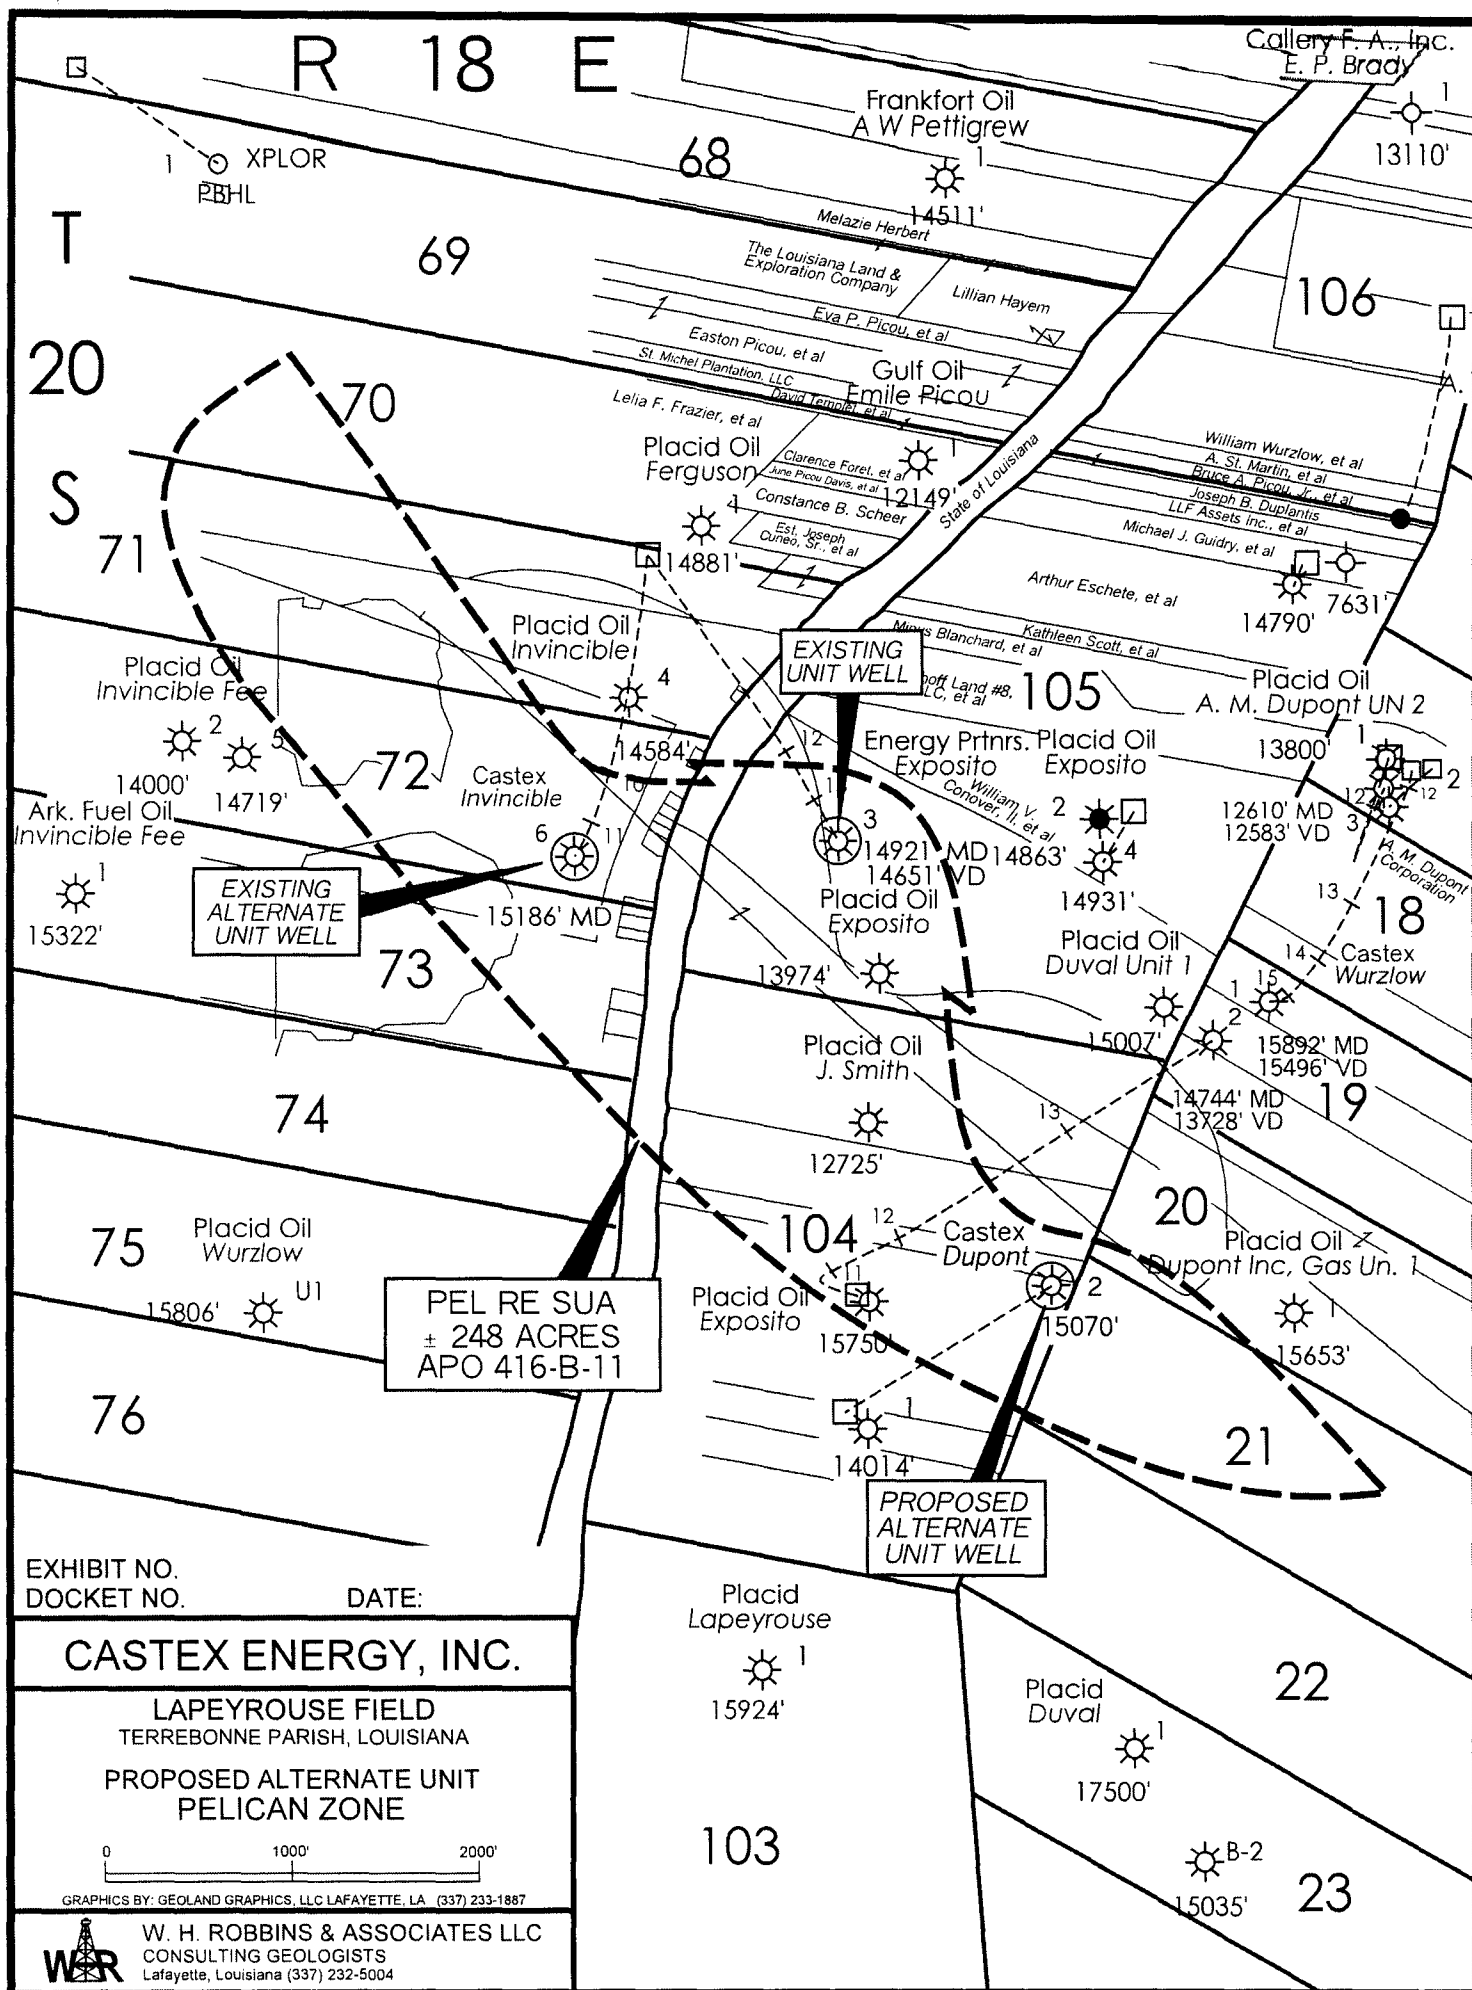 R 18 E
T
20
S
Callery F. A., Inc.
E. P. Brady
1
13110'
1
XPLOR
PBHL
68
Frankfort Oil
A W Pettigrew
1
14511'
69
Melazie Herbert
The Louisiana Land &
Exploration Company
Lillian Hayem
Eva P. Picou, et al
Easton Picou, et al
St. Michel Plantation, LLC
David Templet, et al
Lelia F. Frazier, et al
106
A.
Gulf Oil
Emile Picou
1
12149'
70
Placid Oil
Ferguson
1
14881'
Clarence Foret, et al
June Picou Davis, et al
Constance B. Scheer
Est. Joseph
Cuneo, Sr., et al
State of Louisiana
William Wurzlow, et al
A. St. Martin, et al
Bruce A. Picou, Jr., et al
Joseph B. Duplantis
LLF Assets Inc., et al
Michael J. Guidry, et al
Arthur Eschete, et al
14790'
7631'
Kathleen Scott, et al
Blanchard, et al
off Land #8,
LC, et al
71
Placid Oil
Invincible
4
14584'
EXISTING
UNIT WELL
105
Placid Oil
A. M. Dupont UN 2
13800'
1
2
12
3
12610' MD
12583' VD
A. M. Dupont
Corporation
Placid Oil
Invincible Fee
2
14000'
5
14719'
72
Castex
Invincible
6
10
11
15186' MD
12
Energy Prtnrs.
Exposito
Placid Oil
Exposito
William V.
Conover, II, et al
2
14863'
4
14931'
3
14921' MD
14651' VD
Ark. Fuel Oil
Invincible Fee
1
15322'
EXISTING
ALTERNATE
UNIT WELL
73
Placid Oil
Exposito
13974'
Placid Oil
Duval Unit 1
15007'
13
18
14
Castex
Wurzlow
15
1
2
15892' MD
15496' VD
14744' MD
13728' VD
19
Placid Oil
J. Smith
12725'
13
74
75
Placid Oil
Wurzlow
U1
15806'
PEL RE SUA
± 248 ACRES
APO 416-B-11
104
12
11
Castex
Dupont
2
15070'
20
Placid Oil
Dupont Inc, Gas Un. 1
1
15653'
Placid Oil
Exposito
15750'
76
1
14014'
21
PROPOSED
ALTERNATE
UNIT WELL
EXHIBIT NO.
DOCKET NO. DATE:
CASTEX ENERGY, INC.
LAPEYROUSE FIELD
TERREBONNE PARISH, LOUISIANA
PROPOSED ALTERNATE UNIT
PELICAN ZONE
0 1000' 2000'
GRAPHICS BY: GEOLAND GRAPHICS, LLC LAFAYETTE, LA (337) 233-1887
W R
W. H. ROBBINS & ASSOCIATES LLC
CONSULTING GEOLOGISTS
Lafayette, Louisiana (337) 232-5004
Placid
Lapeyrouse
1
15924'
103
22
Placid
Duval
1
17500'
B-2
15035'
23